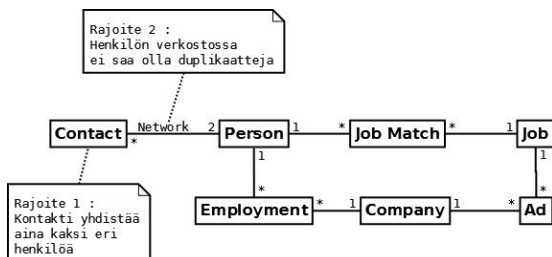 Rajoite 2 :
Henkilön verkostossa
ei saa olla duplikaatteja
Contact
*
Network
2
Person
1
*
Job Match
*
1
Job
1
1
Rajoite 1 :
Kontakti yhdistää
aina kaksi eri
henkilöä
*
Employment
*
1
Company
1
*
*
Ad